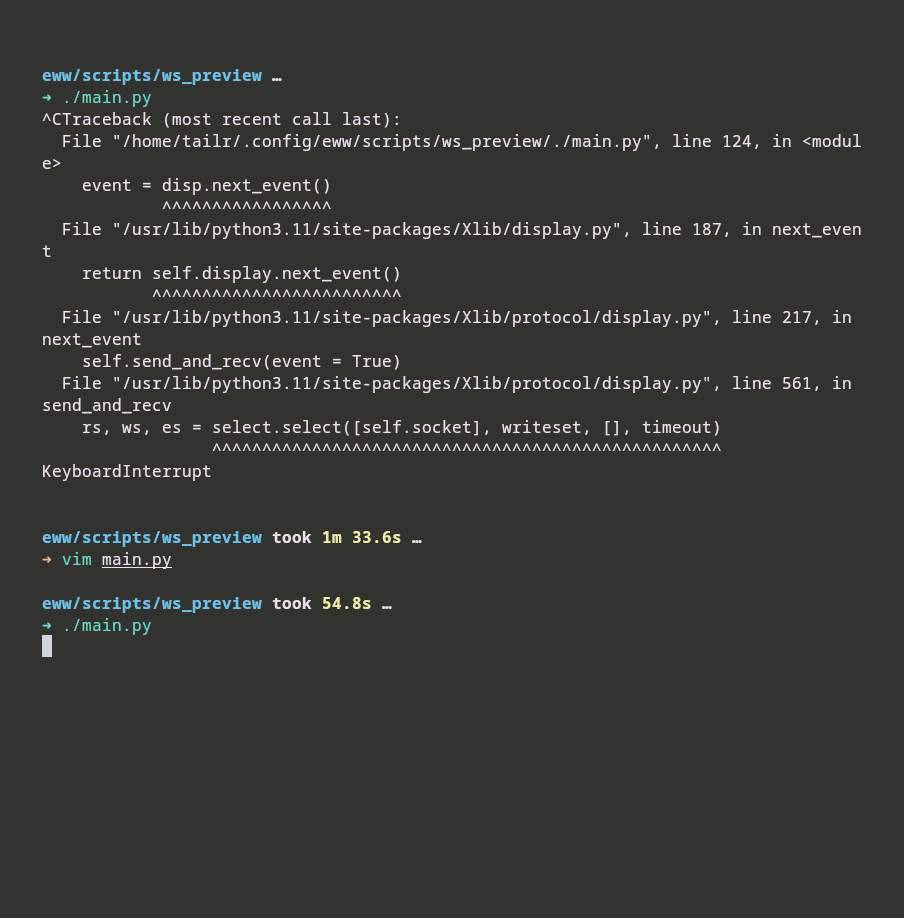 eww/scripts/ws_preview …
➜ ./main.py
^CTraceback (most recent call last):
  File "/home/tailr/.config/eww/scripts/ws_preview/./main.py", line 124, in <modul
e>
    event = disp.next_event()
            ^^^^^^^^^^^^^^^^^
  File "/usr/lib/python3.11/site-packages/Xlib/display.py", line 187, in next_even
t
    return self.display.next_event()
           ^^^^^^^^^^^^^^^^^^^^^^^^^
  File "/usr/lib/python3.11/site-packages/Xlib/protocol/display.py", line 217, in
next_event
    self.send_and_recv(event = True)
  File "/usr/lib/python3.11/site-packages/Xlib/protocol/display.py", line 561, in
send_and_recv
    rs, ws, es = select.select([self.socket], writeset, [], timeout)
                 ^^^^^^^^^^^^^^^^^^^^^^^^^^^^^^^^^^^^^^^^^^^^^^^^^^^
KeyboardInterrupt
eww/scripts/ws_preview took 1m 33.6s …
➜ vim main.py
eww/scripts/ws_preview took 54.8s …
➜ ./main.py